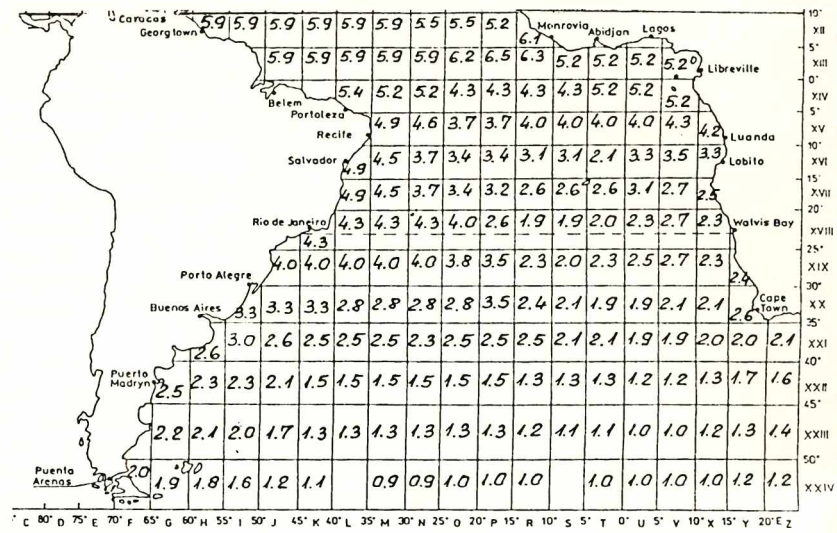 Caracas 5.9 5.9 5.9 5.9 5.9 5.9 5.5 5.5 5.2 Monrovia Abidjan Lagos 10° XII
Georgtown 6.1 5°
5.9 5.9 5.9 5.9 5.9 6.2 6.5 6.3 5.2 5.2 5.2 5.2 Libreville XIII
0°
Belem 5.4 5.2 5.2 4.3 4.3 4.3 4.3 5.2 5.2 5.2 XIV
Portoleza 5°
Recife 4.9 4.6 3.7 3.7 4.0 4.0 4.0 4.0 4.3 4.2 Luanda XV
10°
Salvador 4.9 4.5 3.7 3.4 3.4 3.1 3.1 2.1 3.3 3.5 3.3 Lobito XVI
15°
4.9 4.5 3.7 3.4 3.2 2.6 2.6 2.6 3.1 2.7 2.5 XVII
20°
Rio de Janeiro 4.3 4.3 4.3 4.0 2.6 1.9 1.9 2.0 2.3 2.7 2.3 Walvis Bay XVIII
4.3 25°
4.0 4.0 4.0 4.0 4.0 3.8 3.5 2.3 2.0 2.3 2.5 2.7 2.3 2.4 XIX
Porto Alegre 30°
Buenos Aires 3.3 3.3 3.3 2.8 2.8 2.8 2.8 3.5 2.4 2.1 1.9 1.9 2.1 2.1 2.6 Cape Town XX
35°
2.6 3.0 2.6 2.5 2.5 2.3 2.5 2.5 2.5 2.1 2.1 1.9 1.9 2.0 2.0 2.1 XXI
40°
Puerto Madryn 2.5 2.3 2.3 2.1 1.5 1.5 1.5 1.5 1.5 1.5 1.3 1.3 1.3 1.2 1.2 1.3 1.7 1.6 XXII
45°
2.2 2.1 2.0 1.7 1.3 1.3 1.3 1.3 1.3 1.3 1.2 1.1 1.1 1.0 1.0 1.2 1.3 1.4 XXIII
50°
Puenta Arenas 2.0 1.9 1.8 1.6 1.2 1.1 0.9 0.9 1.0 1.0 1.0 1.0 1.0 1.0 1.0 1.2 1.2 XXIV
C 80° D 75° E 70° F 65° G 60° H 55° I 50° J 45° K 40° L 35° M 30° N 25° O 20° P 15° R 10° S 5° T 0° U 5° V 10° X 15° Y 20° E Z